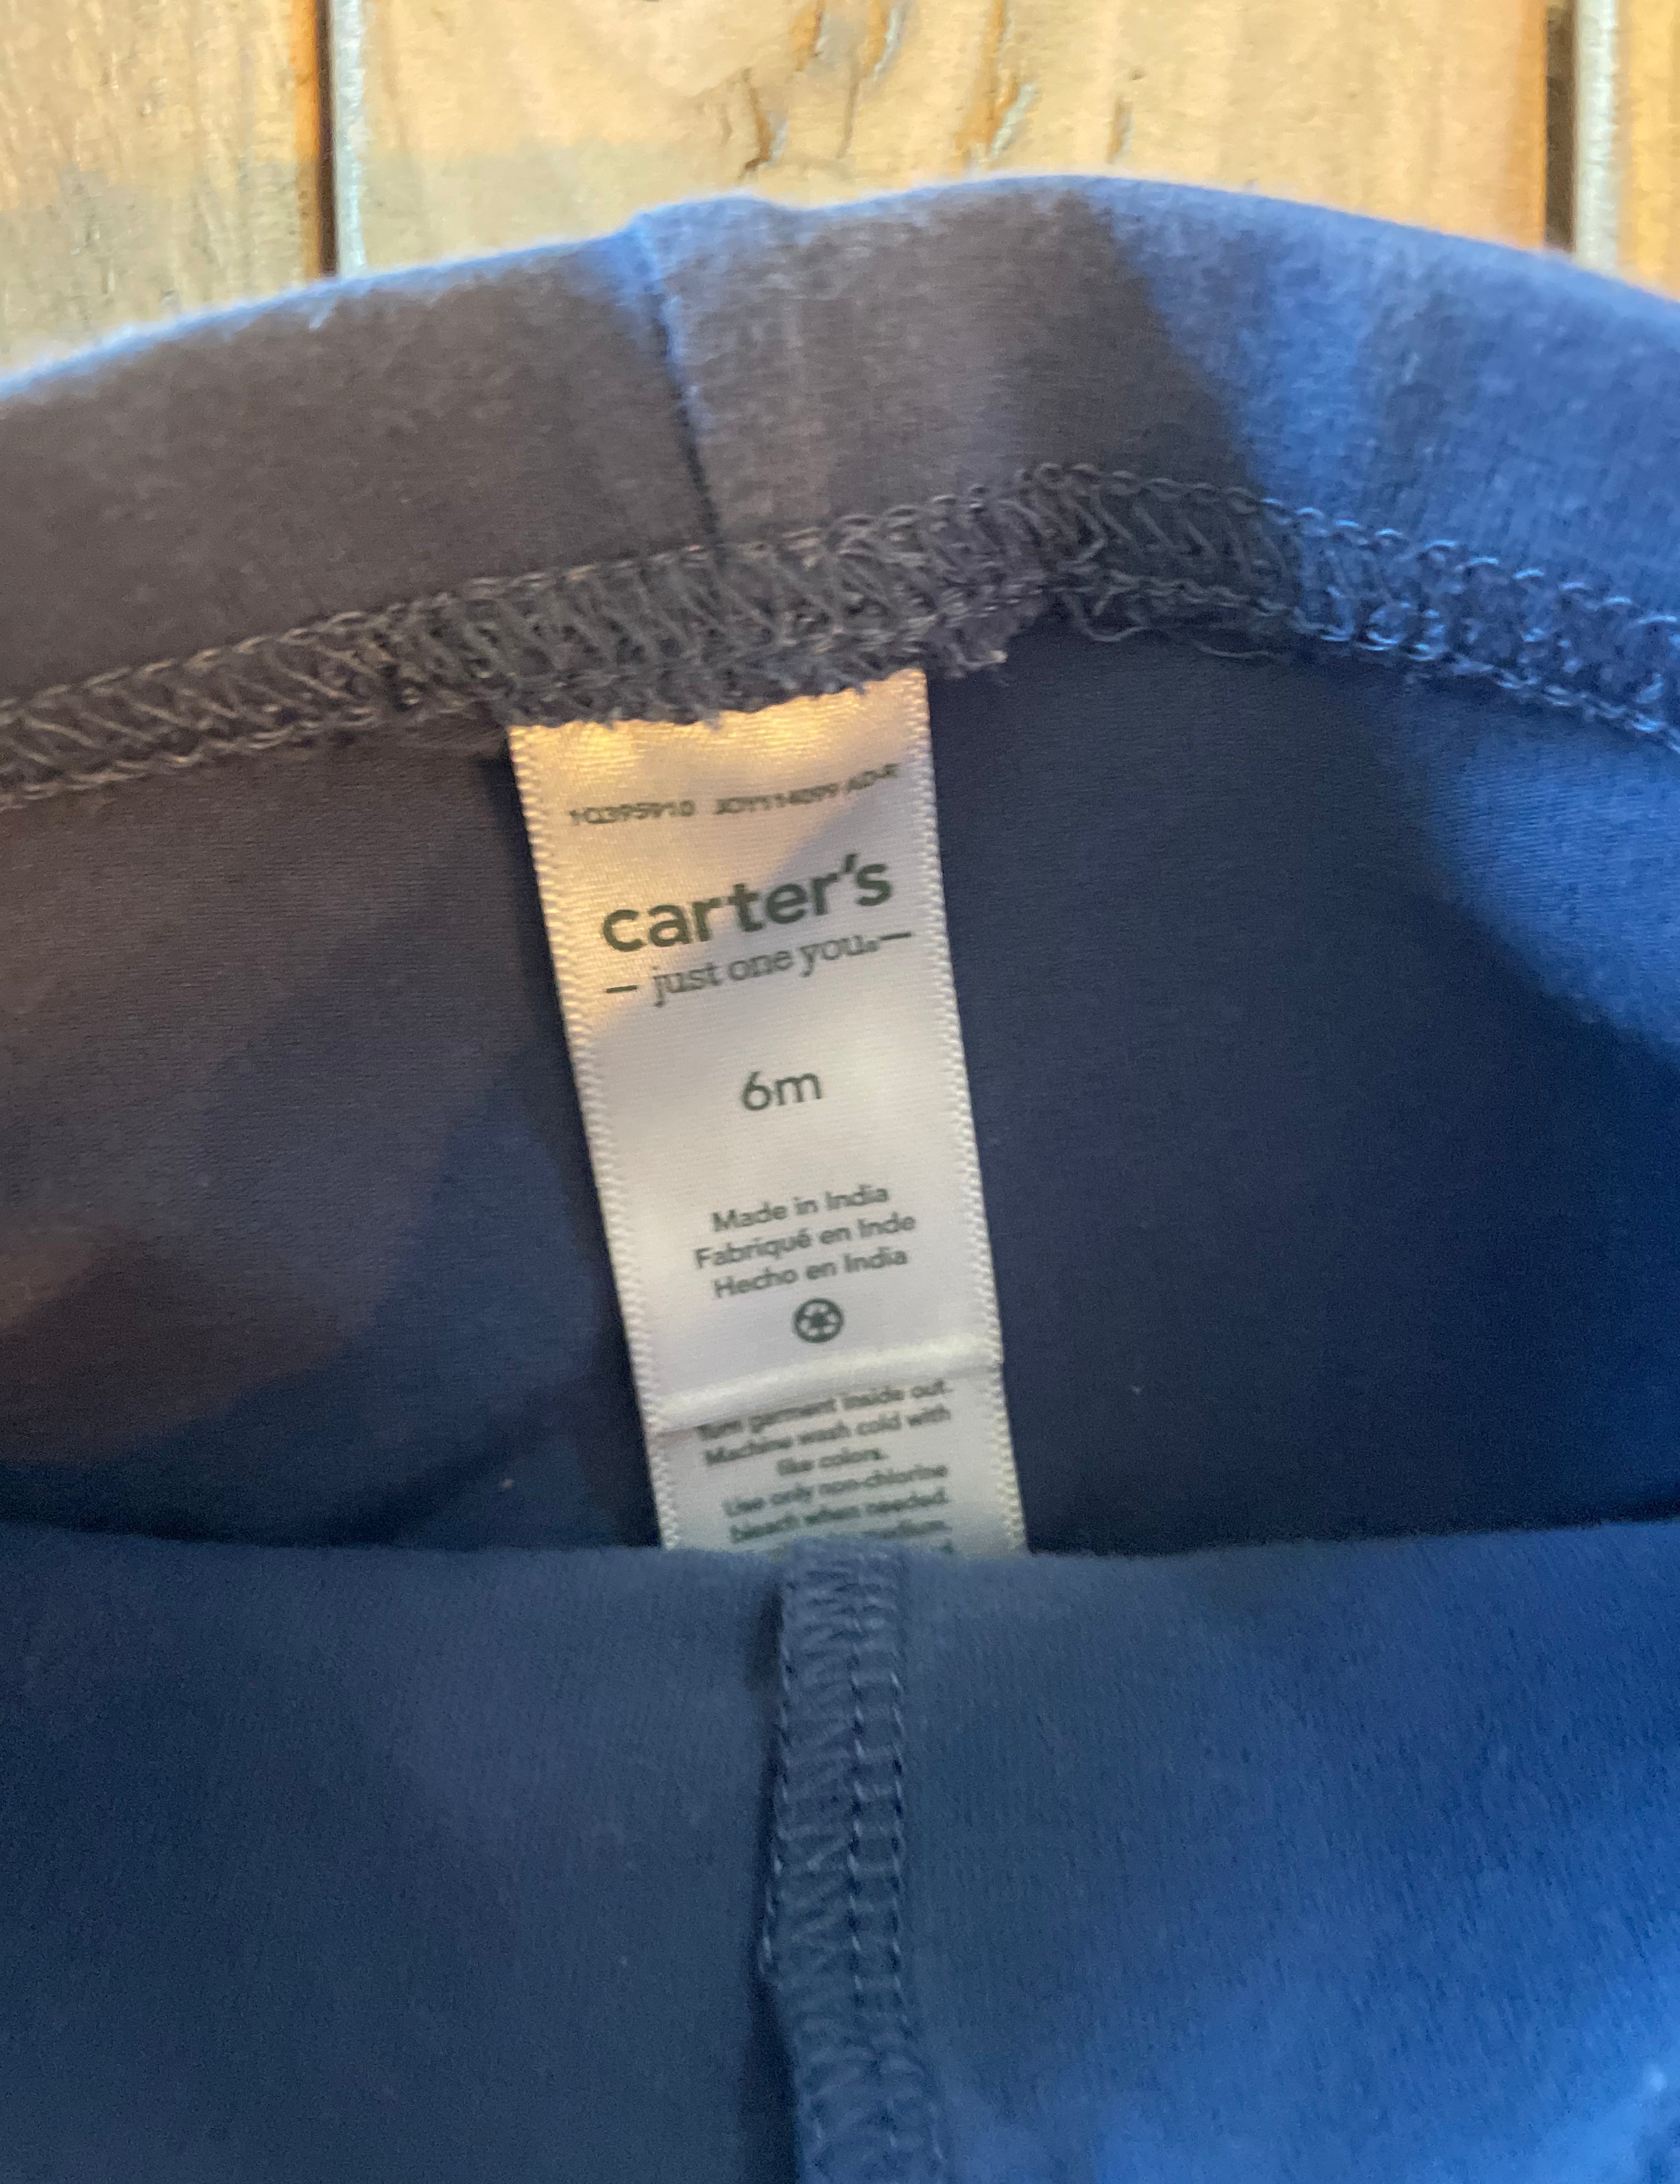 1Q395910
carter's
— just one you. —
6m
Made in India
Fabriqué en Inde
Hecho en India
Turn garment inside out.
Machine wash cold with
like colors.
Use only non-chlorine
bleach when needed.